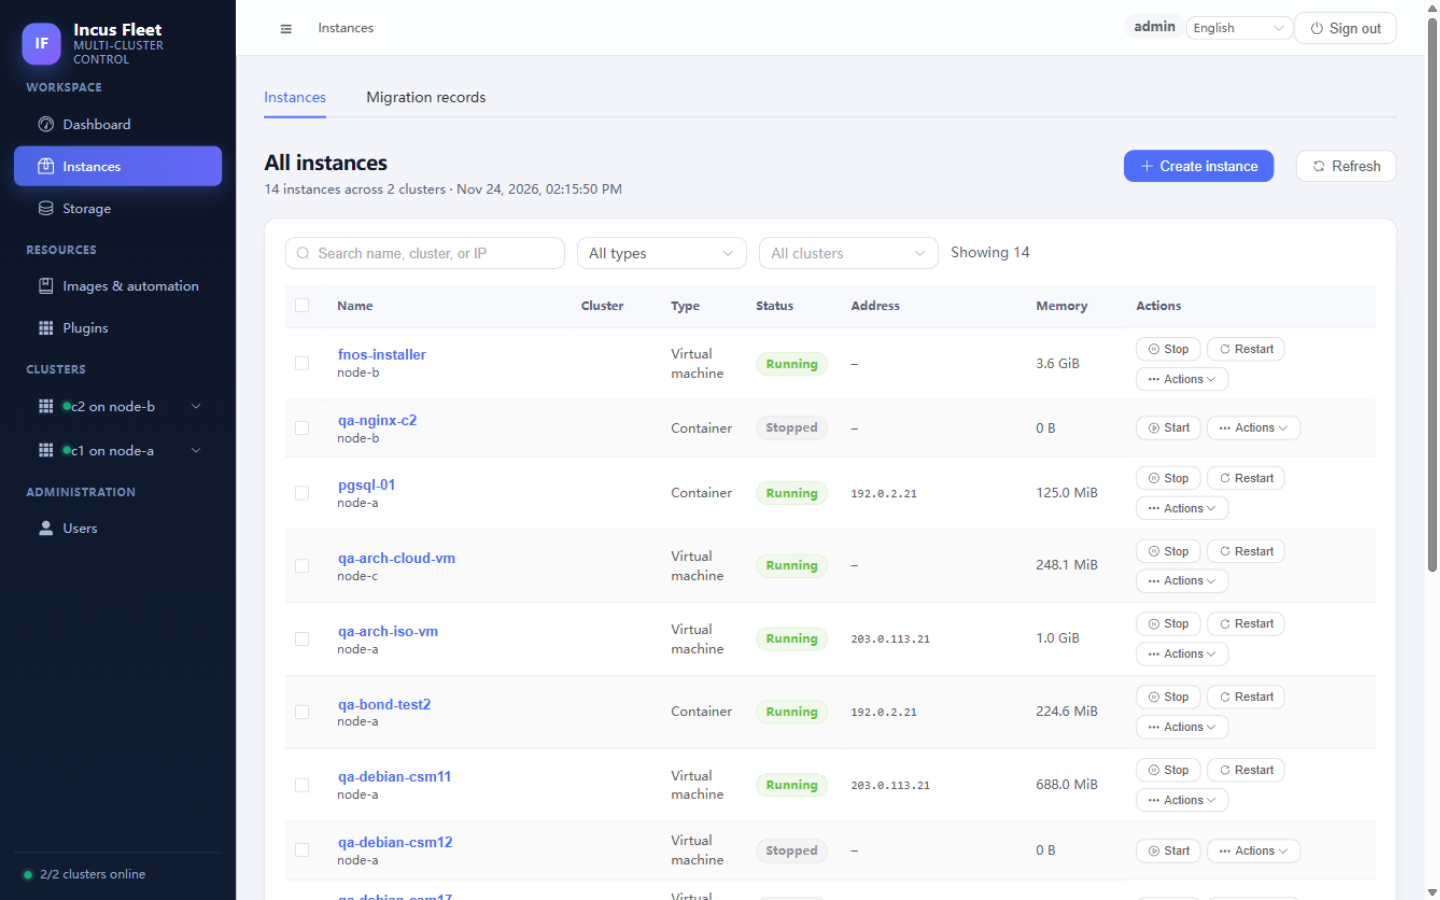 IF
Incus Fleet
MULTI-CLUSTER
CONTROL
WORKSPACE
Dashboard
Instances
Storage
RESOURCES
Images & automation
Plugins
CLUSTERS
c2 on node-b
c1 on node-a
ADMINISTRATION
Users
2/2 clusters online
Instances
admin
English
Sign out
Instances
Migration records
All instances
14 instances across 2 clusters · Nov 24, 2026, 02:15:50 PM
Create instance
Refresh
Search name, cluster, or IP
All types
All clusters
Showing 14
Name Cluster Type Status Address Memory Actions
fnos-installer
node-b
Virtual
machine
Running
–
3.6 GiB
Stop
Restart
Actions
qa-nginx-c2
node-b
Container
Stopped
–
0 B
Start
Actions
pgsql-01
node-a
Container
Running
192.0.2.21
125.0 MiB
Stop
Restart
Actions
qa-arch-cloud-vm
node-c
Virtual
machine
Running
–
248.1 MiB
Stop
Restart
Actions
qa-arch-iso-vm
node-a
Virtual
machine
Running
203.0.113.21
1.0 GiB
Stop
Restart
Actions
qa-bond-test2
node-a
Container
Running
192.0.2.21
224.6 MiB
Stop
Restart
Actions
qa-debian-csm11
node-a
Virtual
machine
Running
203.0.113.21
688.0 MiB
Stop
Restart
Actions
qa-debian-csm12
node-a
Virtual
machine
Stopped
–
0 B
Start
Actions
Virtual